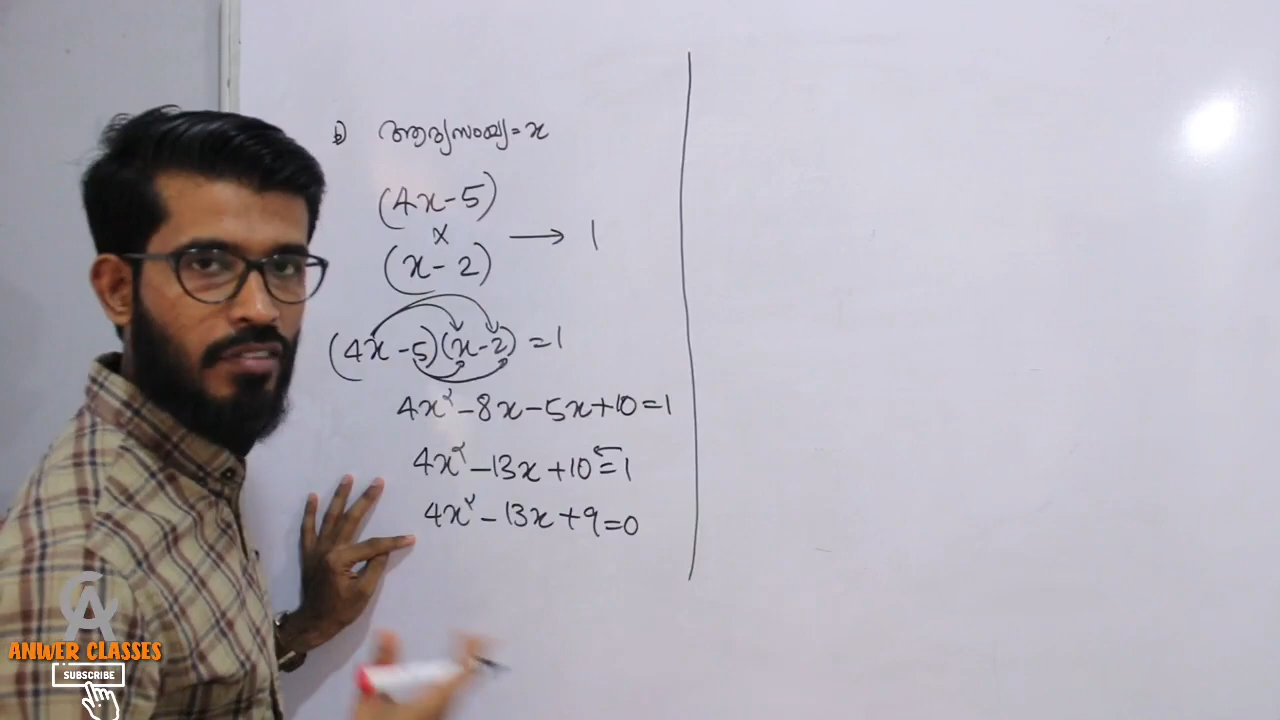 b) ആദ്യസംഖ്യ = x
(4x-5)
x → 1
(x-2)
(4x-5)(x-2) = 1
4x² - 8x - 5x + 10 = 1
4x² - 13x + 10 = 1
4x² - 13x + 9 = 0
CA
ANWER CLASSES
SUBSCRIBE